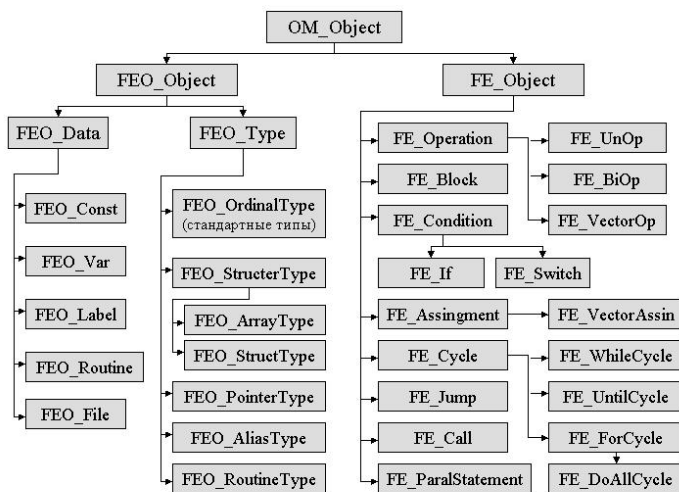 OM_Object
FEO_Object
FE_Object
FEO_Data
FEO_Type
FEO_Const
FEO_Var
FEO_Label
FEO_Routine
FEO_File
FEO_OrdinalType
(стандартные типы)
FEO_StructerType
FEO_ArrayType
FEO_StructType
FEO_PointerType
FEO_AliasType
FEO_RoutineType
FE_Operation
FE_UnOp
FE_BiOp
FE_VectorOp
FE_Block
FE_Condition
FE_If
FE_Switch
FE_Assingment
FE_VectorAssin
FE_Cycle
FE_WhileCycle
FE_UntilCycle
FE_ForCycle
FE_DoAllCycle
FE_Jump
FE_Call
FE_ParalStatement